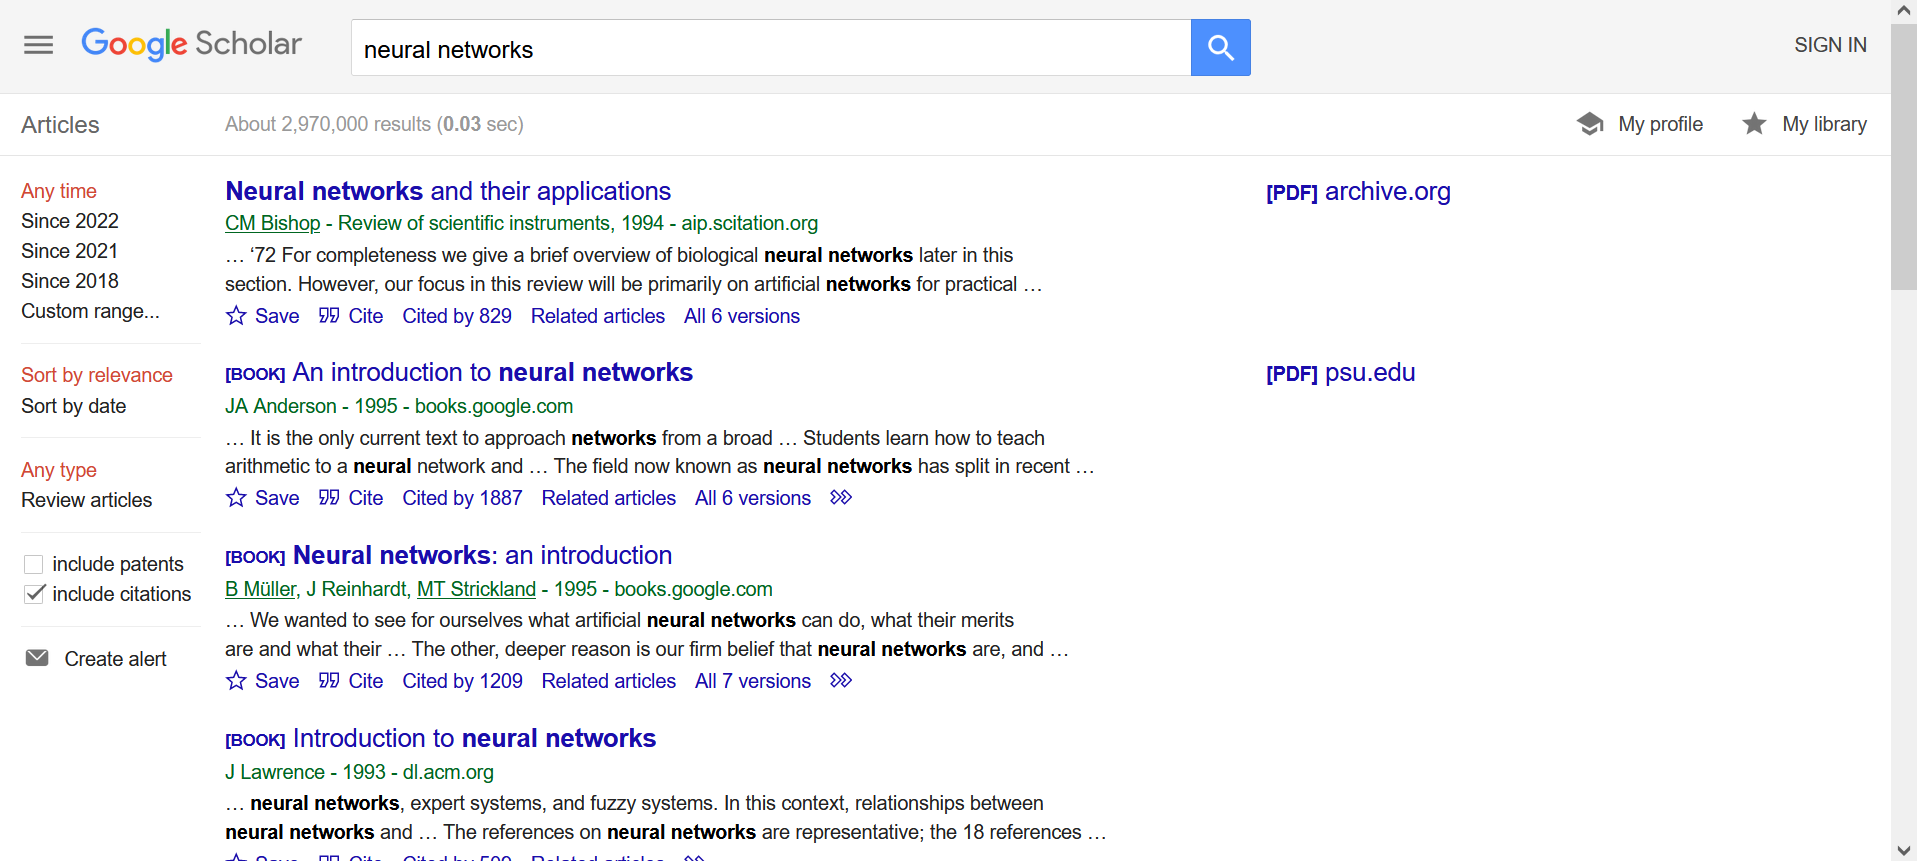 Google Scholar
neural networks
SIGN IN
Articles
About 2,970,000 results (0.03 sec)
My profile
My library
Any time
Since 2022
Since 2021
Since 2018
Custom range...
Sort by relevance
Sort by date
Any type
Review articles
include patents
include citations
Create alert
Neural networks and their applications
CM Bishop - Review of scientific instruments, 1994 - aip.scitation.org
… ‘72 For completeness we give a brief overview of biological neural networks later in this
section. However, our focus in this review will be primarily on artificial networks for practical …
Save Cite Cited by 829 Related articles All 6 versions
[PDF] archive.org
[BOOK] An introduction to neural networks
JA Anderson - 1995 - books.google.com
… It is the only current text to approach networks from a broad … Students learn how to teach
arithmetic to a neural network and … The field now known as neural networks has split in recent …
Save Cite Cited by 1887 Related articles All 6 versions
[PDF] psu.edu
[BOOK] Neural networks: an introduction
B Müller, J Reinhardt, MT Strickland - 1995 - books.google.com
… We wanted to see for ourselves what artificial neural networks can do, what their merits
are and what their … The other, deeper reason is our firm belief that neural networks are, and …
Save Cite Cited by 1209 Related articles All 7 versions
[BOOK] Introduction to neural networks
J Lawrence - 1993 - dl.acm.org
… neural networks, expert systems, and fuzzy systems. In this context, relationships between
neural networks and … The references on neural networks are representative; the 18 references …
Save Cite Cited by Related articles